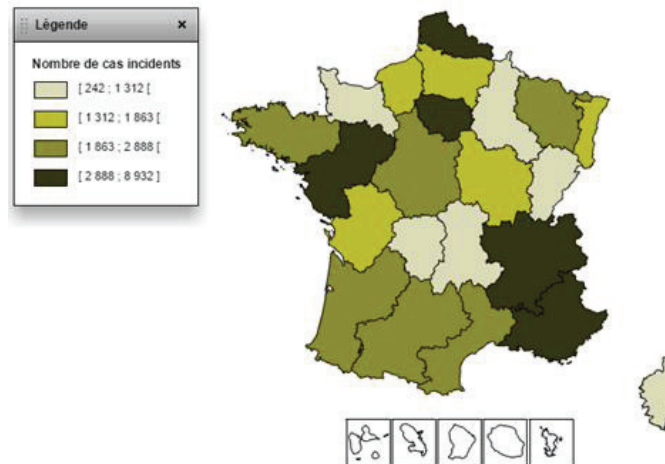 Légende
Nombre de cas incidents
[ 242 ; 1 312 [
[ 1 312 ; 1 863 [
[ 1 863 ; 2 888 [
[ 2 888 ; 8 932 [